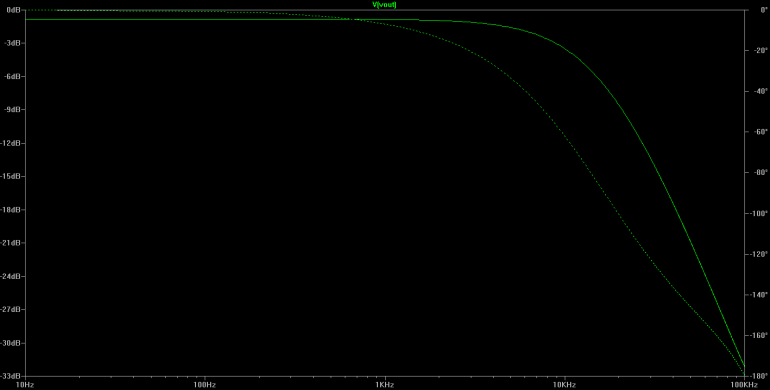 V(vout)
0dB
-3dB
-6dB
-9dB
-12dB
-15dB
-18dB
-21dB
-24dB
-27dB
-30dB
-33dB
0°
-20°
-40°
-60°
-80°
-100°
-120°
-140°
-160°
-180°
10Hz 100Hz 1KHz 10KHz 100KHz